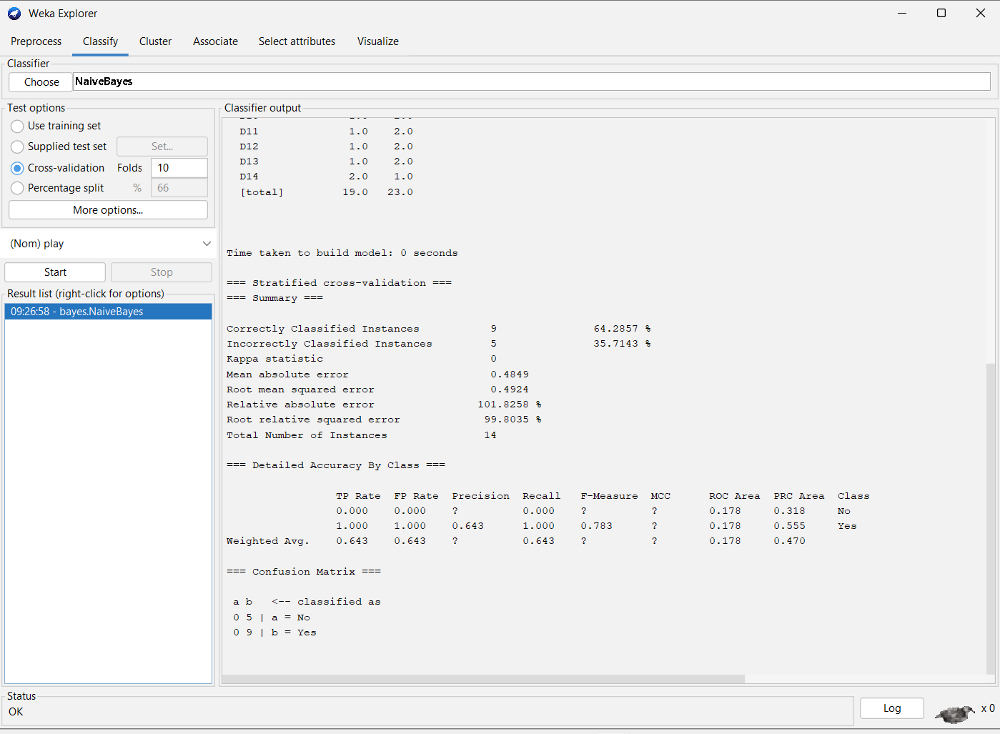 Weka Explorer
Preprocess Classify Cluster Associate Select attributes Visualize
Classifier
Choose NaiveBayes
Test options
Use training set
Supplied test set Set...
Cross-validation Folds 10
Percentage split % 66
More options...
(Nom) play
Start Stop
Result list (right-click for options)
09:26:58 - bayes.NaiveBayes
Classifier output
D11 1.0 2.0
D12 1.0 2.0
D13 1.0 2.0
D14 2.0 1.0
[total] 19.0 23.0
Time taken to build model: 0 seconds
=== Stratified cross-validation ===
=== Summary ===
Correctly Classified Instances 9 64.2857 %
Incorrectly Classified Instances 5 35.7143 %
Kappa statistic 0
Mean absolute error 0.4849
Root mean squared error 0.4924
Relative absolute error 101.8258 %
Root relative squared error 99.8035 %
Total Number of Instances 14
=== Detailed Accuracy By Class ===
TP Rate FP Rate Precision Recall F-Measure MCC ROC Area PRC Area Class
0.000 0.000 ? 0.000 ? ? 0.178 0.318 No
1.000 1.000 0.643 1.000 0.783 ? 0.178 0.555 Yes
Weighted Avg. 0.643 0.643 ? 0.643 ? ? 0.178 0.470
=== Confusion Matrix ===
a b <-- classified as
0 5 | a = No
0 9 | b = Yes
Status
OK
Log x 0